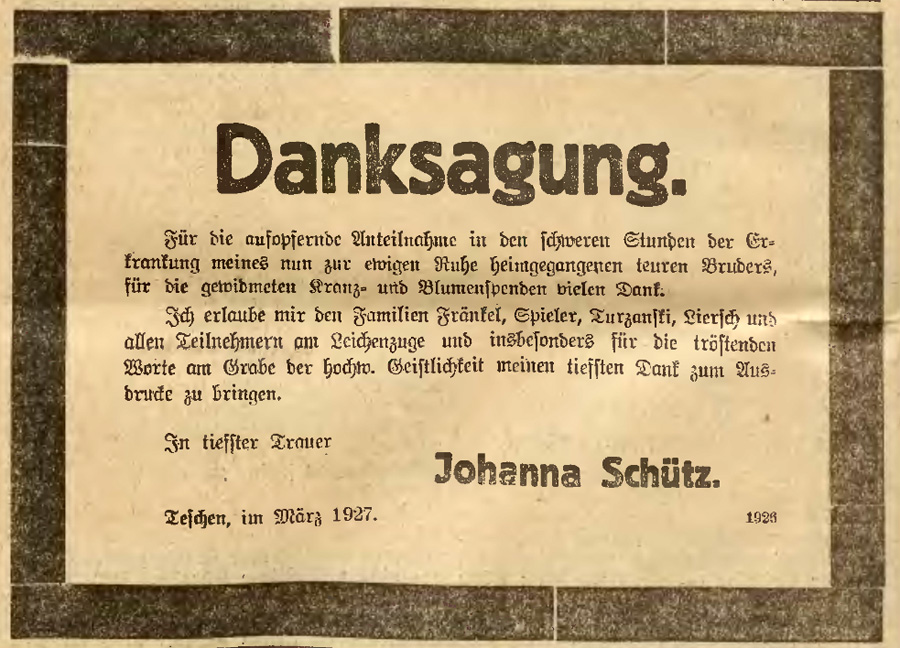 Danksagung.
Für die aufopfernde Anteilnahme in den schweren Stunden der Er-
krankung meines nun zur ewigen Ruhe heimgegangenen teuren Bruders,
für die gewidmeten Kranz- und Blumenspenden vielen Dank.
Ich erlaube mir den Familien Fränkel, Spieler, Turzanski, Liersch und
allen Teilnehmern am Leichenzuge und insbesonders für die tröstenden
Worte am Grabe der hochw. Geistlichkeit meinen tiefsten Dank zum Aus-
drucke zu bringen.
In tiefster Trauer
Johanna Schütz.
Teschen, im März 1927.
1926